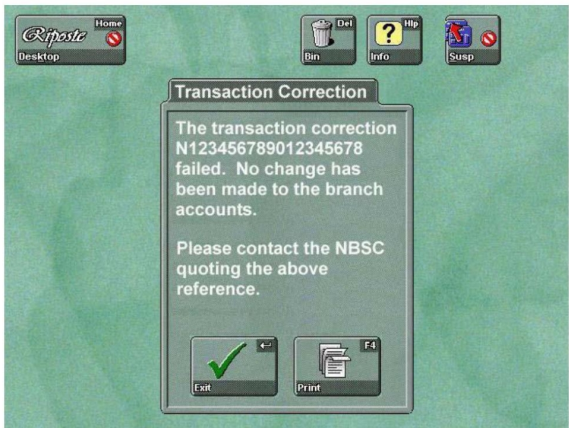 Riposte
Home
Desktop
Del
Bin
?
Hlp
Info
Susp
Transaction Correction
The transaction correction
N123456789012345678
failed. No change has
been made to the branch
accounts.
Please contact the NBSC
quoting the above
reference.
Exit
F4
Print